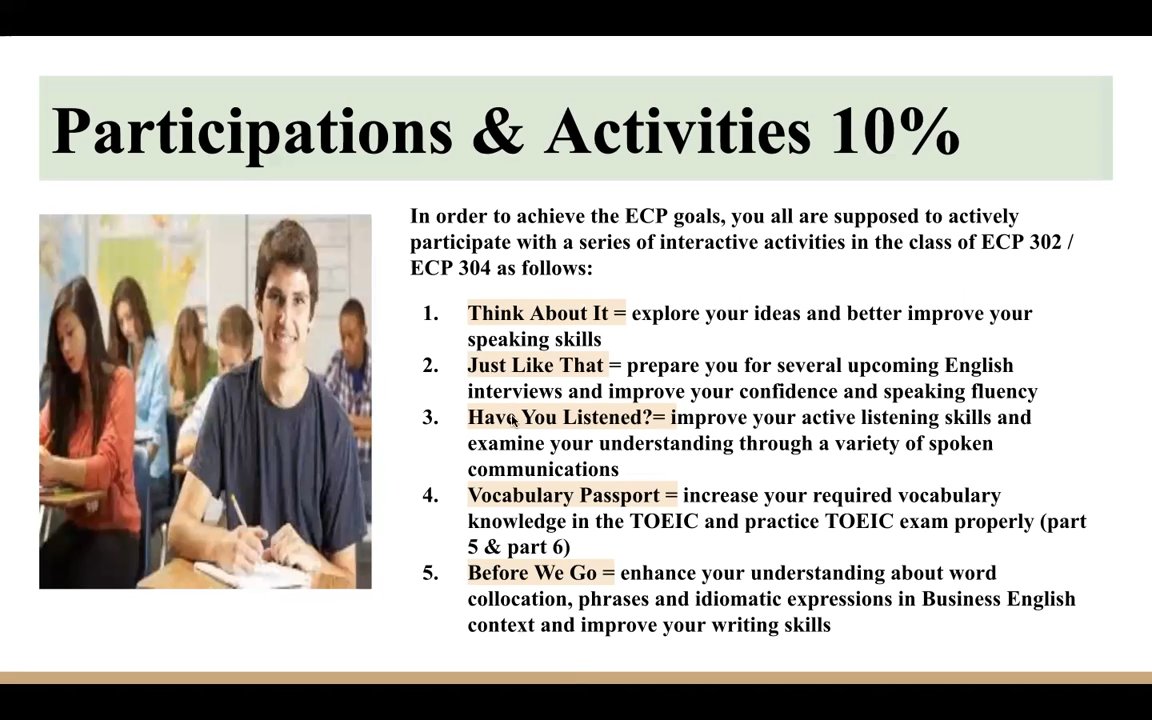 Participations & Activities 10%
In order to achieve the ECP goals, you all are supposed to actively
participate with a series of interactive activities in the class of ECP 302 /
ECP 304 as follows:
1. Think About It = explore your ideas and better improve your
speaking skills
2. Just Like That = prepare you for several upcoming English
interviews and improve your confidence and speaking fluency
3. Have You Listened?= improve your active listening skills and
examine your understanding through a variety of spoken
communications
4. Vocabulary Passport = increase your required vocabulary
knowledge in the TOEIC and practice TOEIC exam properly (part
5 & part 6)
5. Before We Go = enhance your understanding about word
collocation, phrases and idiomatic expressions in Business English
context and improve your writing skills